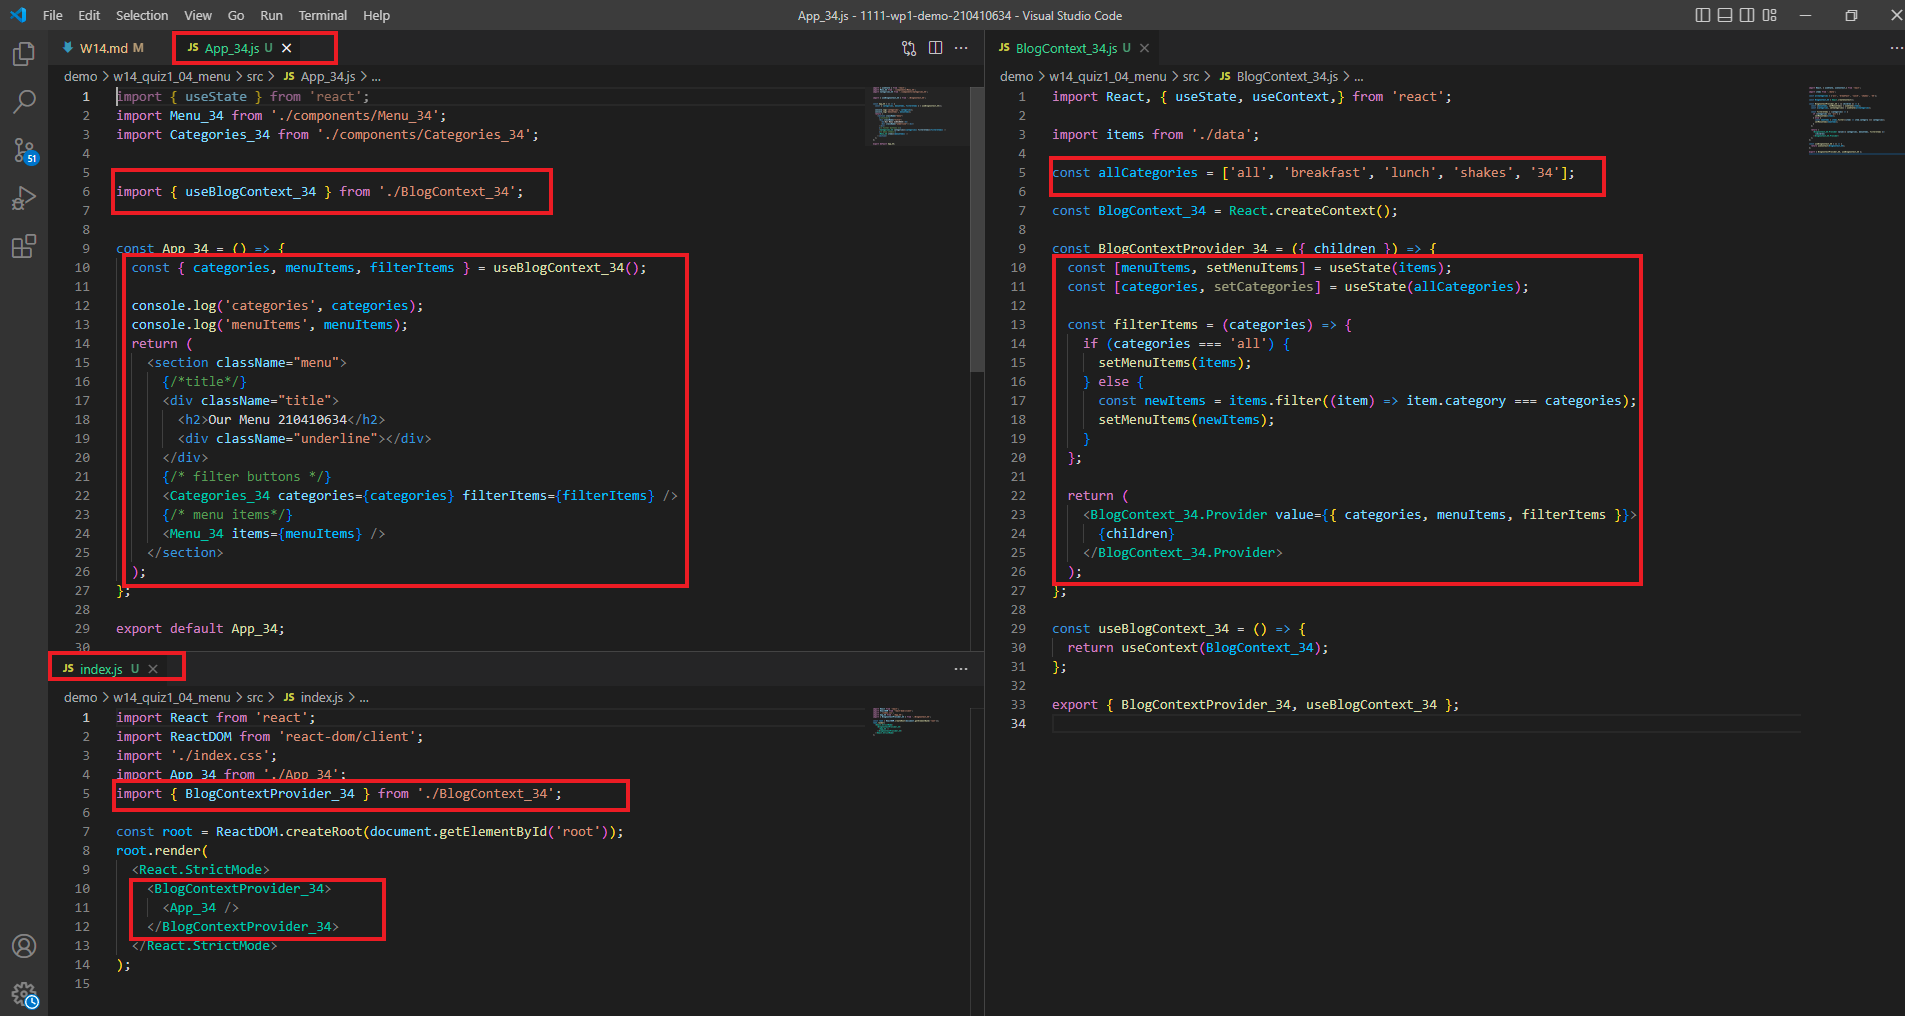 File Edit Selection View Go Run Terminal Help
App_34.js - 1111-wp1-demo-210410634 - Visual Studio Code
W14.md M
JS App_34.js U
demo > w14_quiz1_04_menu > src > JS App_34.js > ...
1 import { useState } from 'react';
2 import Menu_34 from './components/Menu_34';
3 import Categories_34 from './components/Categories_34';
4
5
6 import { useBlogContext_34 } from './BlogContext_34';
7
8
9 const App_34 = () => {
10 const { categories, menuItems, filterItems } = useBlogContext_34();
11
12 console.log('categories', categories);
13 console.log('menuItems', menuItems);
14 return (
15 <section className="menu">
16 {/*title*/}
17 <div className="title">
18 <h2>Our Menu 210410634</h2>
19 <div className="underline"></div>
20 </div>
21 {/* filter buttons */}
22 <Categories_34 categories={categories} filterItems={filterItems} />
23 {/* menu items*/}
24 <Menu_34 items={menuItems} />
25 </section>
26 );
27 };
28
29 export default App_34;
30
51
JS index.js U
demo > w14_quiz1_04_menu > src > JS index.js > ...
1 import React from 'react';
2 import ReactDOM from 'react-dom/client';
3 import './index.css';
4 import App_34 from './App_34';
5 import { BlogContextProvider_34 } from './BlogContext_34';
6
7 const root = ReactDOM.createRoot(document.getElementById('root'));
8 root.render(
9 <React.StrictMode>
10 <BlogContextProvider_34>
11 <App_34 />
12 </BlogContextProvider_34>
13 </React.StrictMode>
14 );
15
JS BlogContext_34.js U
demo > w14_quiz1_04_menu > src > JS BlogContext_34.js > ...
1 import React, { useState, useContext,} from 'react';
2
3 import items from './data';
4
5 const allCategories = ['all', 'breakfast', 'lunch', 'shakes', '34'];
6
7 const BlogContext_34 = React.createContext();
8
9 const BlogContextProvider_34 = ({ children }) => {
10 const [menuItems, setMenuItems] = useState(items);
11 const [categories, setCategories] = useState(allCategories);
12
13 const filterItems = (categories) => {
14 if (categories === 'all') {
15 setMenuItems(items);
16 } else {
17 const newItems = items.filter((item) => item.category === categories);
18 setMenuItems(newItems);
19 }
20 };
21
22 return (
23 <BlogContext_34.Provider value={{ categories, menuItems, filterItems }}>
24 {children}
25 </BlogContext_34.Provider>
26 );
27 };
28
29 const useBlogContext_34 = () => {
30 return useContext(BlogContext_34);
31 };
32
33 export { BlogContextProvider_34, useBlogContext_34 };
34